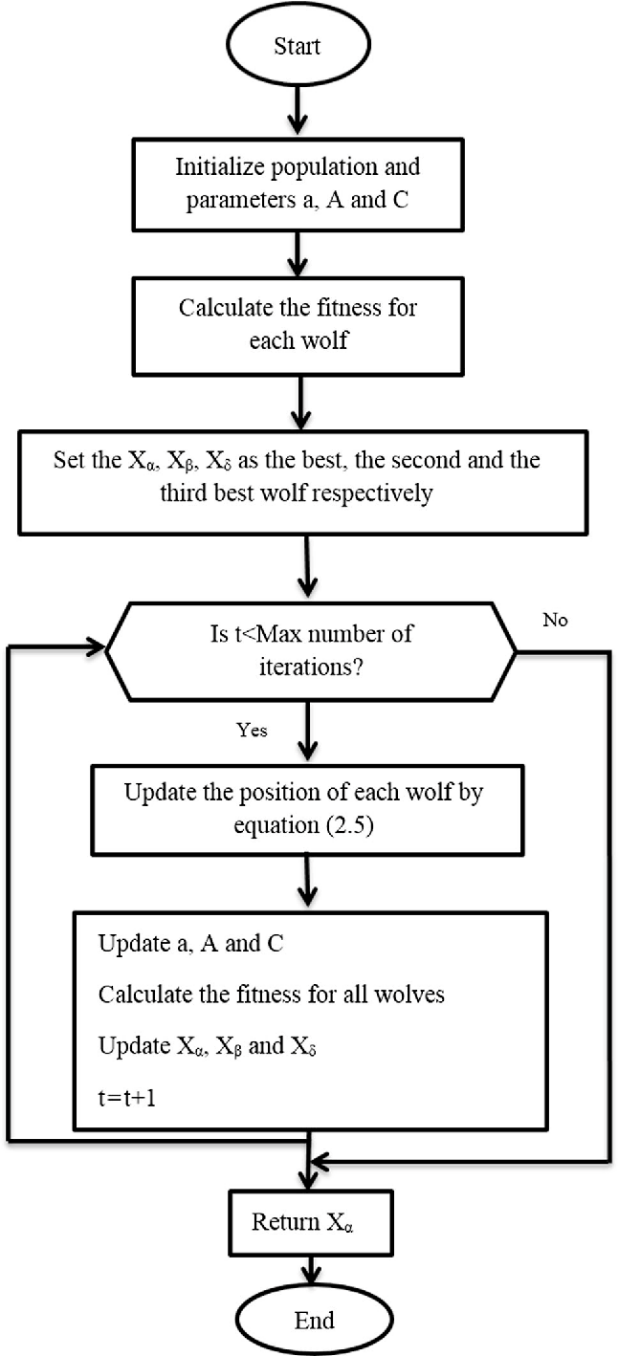 Start
Initialize population and
parameters a, A and C
Calculate the fitness for
each wolf
Set the Xα, Xβ, Xδ as the best, the second and the
third best wolf respectively
Is t<Max number of
iterations?
No
Yes
Update the position of each wolf by
equation (2.5)
Update a, A and C
Calculate the fitness for all wolves
Update Xα, Xβ and Xδ
t=t+1
Return Xα
End